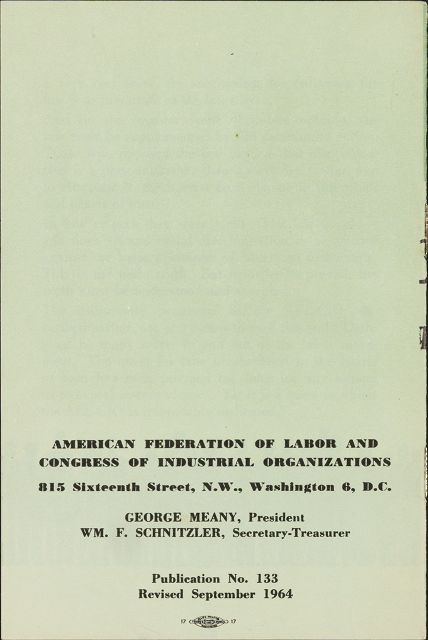 AMERICAN FEDERATION OF LABOR AND
CONGRESS OF INDUSTRIAL ORGANIZATIONS
815 Sixteenth Street, N.W., Washington 6, D.C.
GEORGE MEANY, President
WM. F. SCHNITZLER, Secretary-Treasurer
Publication No. 133
Revised September 1964
17 17